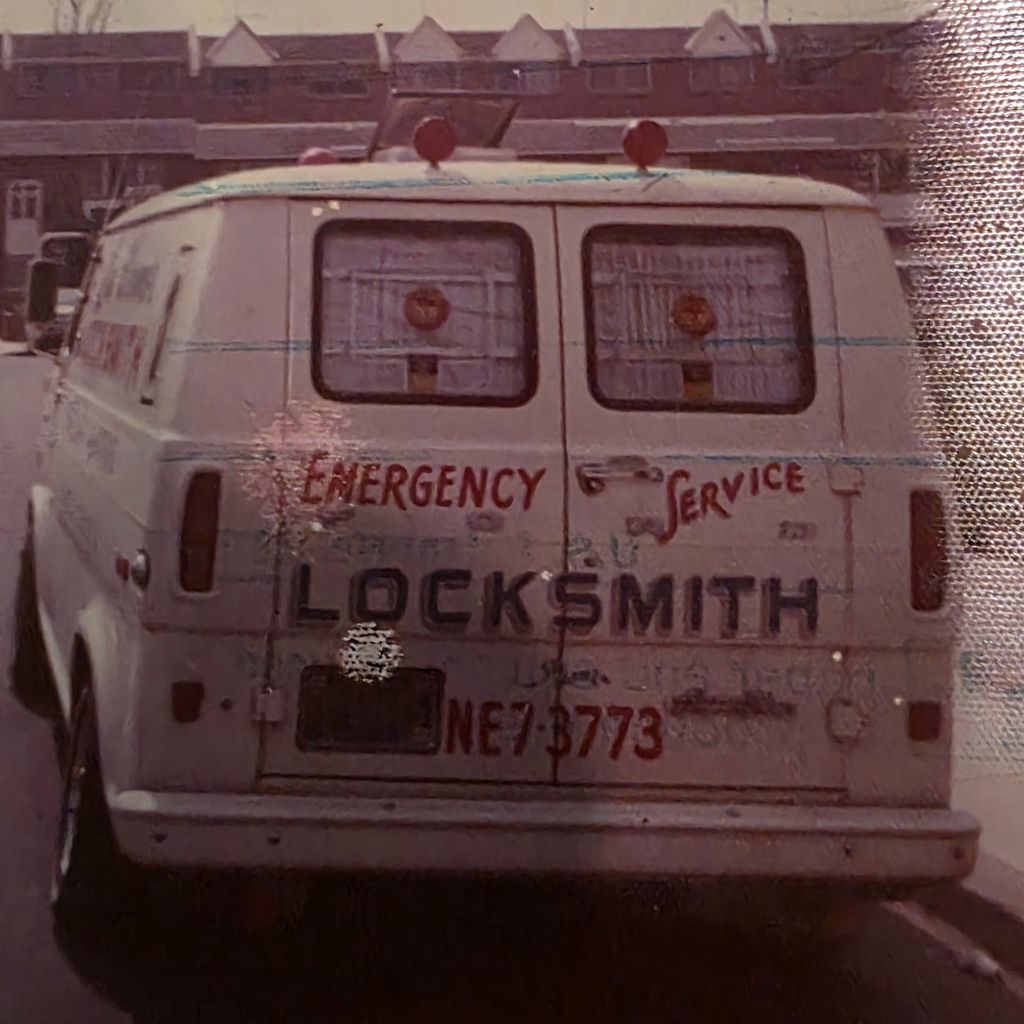 EMERGENCY SERVICE
LOCKSMITH
NE7-3773